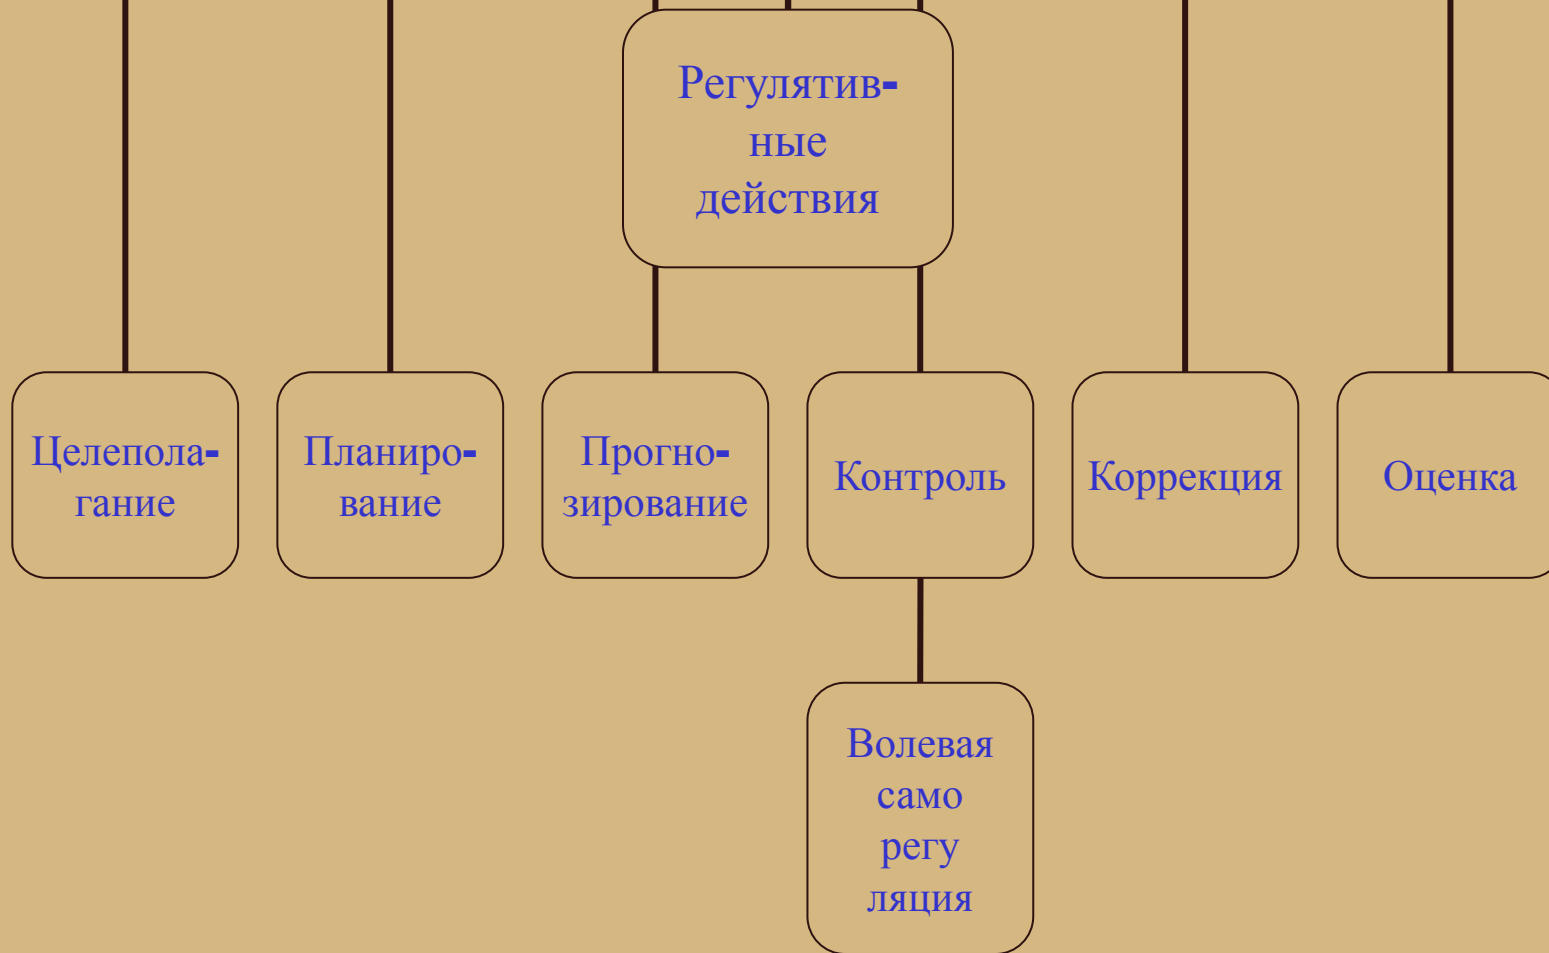 Регулятив-
ные
действия
Целепола-
гание
Планиро-
вание
Прогно-
зирование
Контроль
Коррекция
Оценка
Волевая
само
регу
ляция